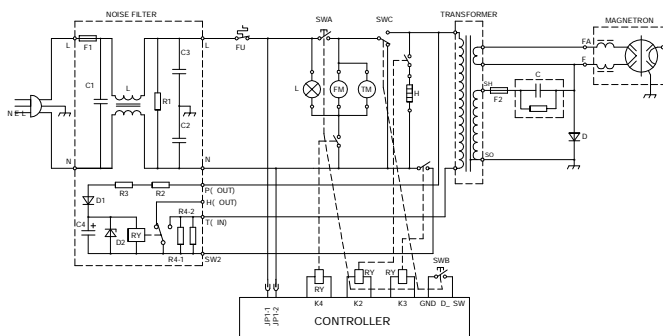 NOISE FILTER
SWA
SWC
TRANSFORMER
MAGNETRON
L
F1
L
FU
FA
C3
F
C1
L
R1
L
FM
TM
H
SH
F2
C
N E L
C2
D
N
N
SO
P( OUT)
D1
R3
R2
H( OUT)
R4-2
T( IN)
C4
+
D2
RY
R4-1
SW2
SWB
RY
RY
RY
JP1-1
JP1-2
K4
K2
K3
GND
D_ SW
CONTROLLER